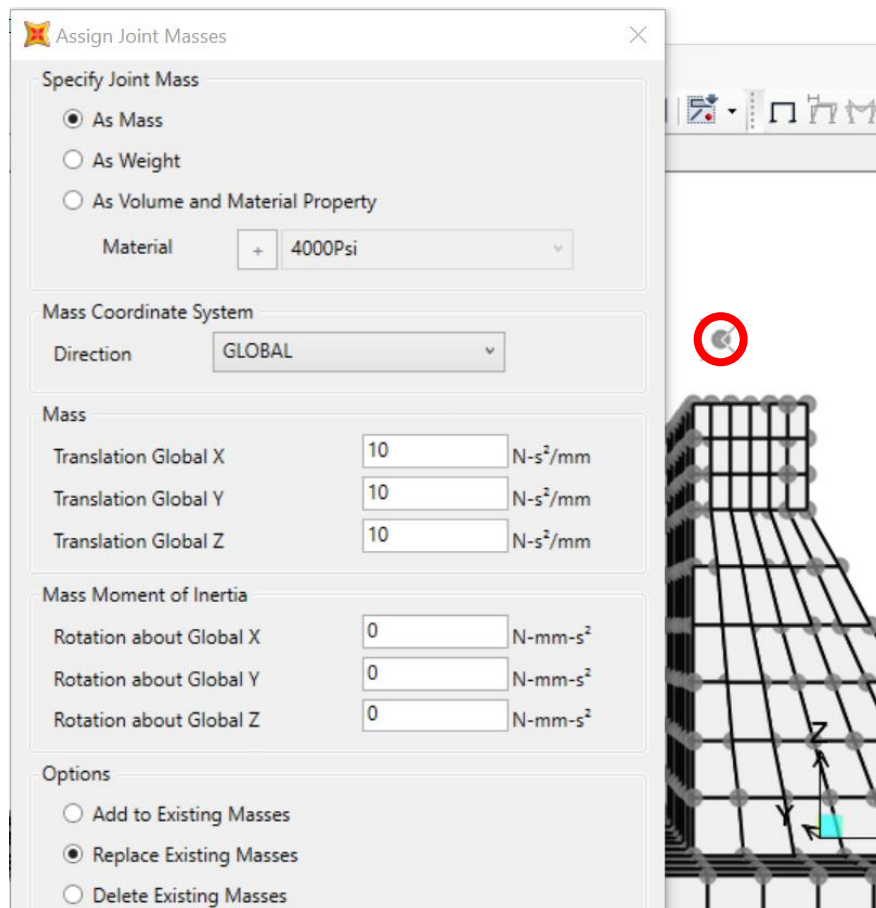 Assign Joint Masses
Specify Joint Mass
As Mass
As Weight
As Volume and Material Property
Material + 4000Psi
Mass Coordinate System
Direction GLOBAL
Mass
Translation Global X 10 N-s²/mm
Translation Global Y 10 N-s²/mm
Translation Global Z 10 N-s²/mm
Mass Moment of Inertia
Rotation about Global X 0 N-mm-s²
Rotation about Global Y 0 N-mm-s²
Rotation about Global Z 0 N-mm-s²
Options
Add to Existing Masses
Replace Existing Masses
Delete Existing Masses
Z
Y